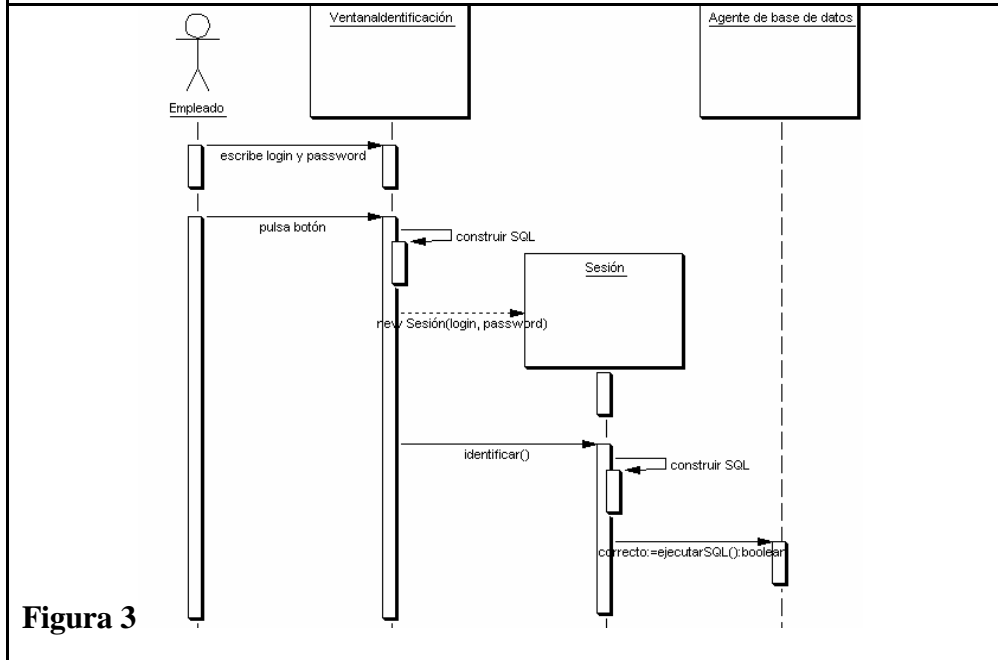 VentanaIdentificación
Agente de base de datos
Empleado
escribe login y password
pulsa botón
construir SQL
Sesión
new Sesión(login, password)
identificar()
construir SQL
correcto:=ejecutarSQL():boolean
Figura 3